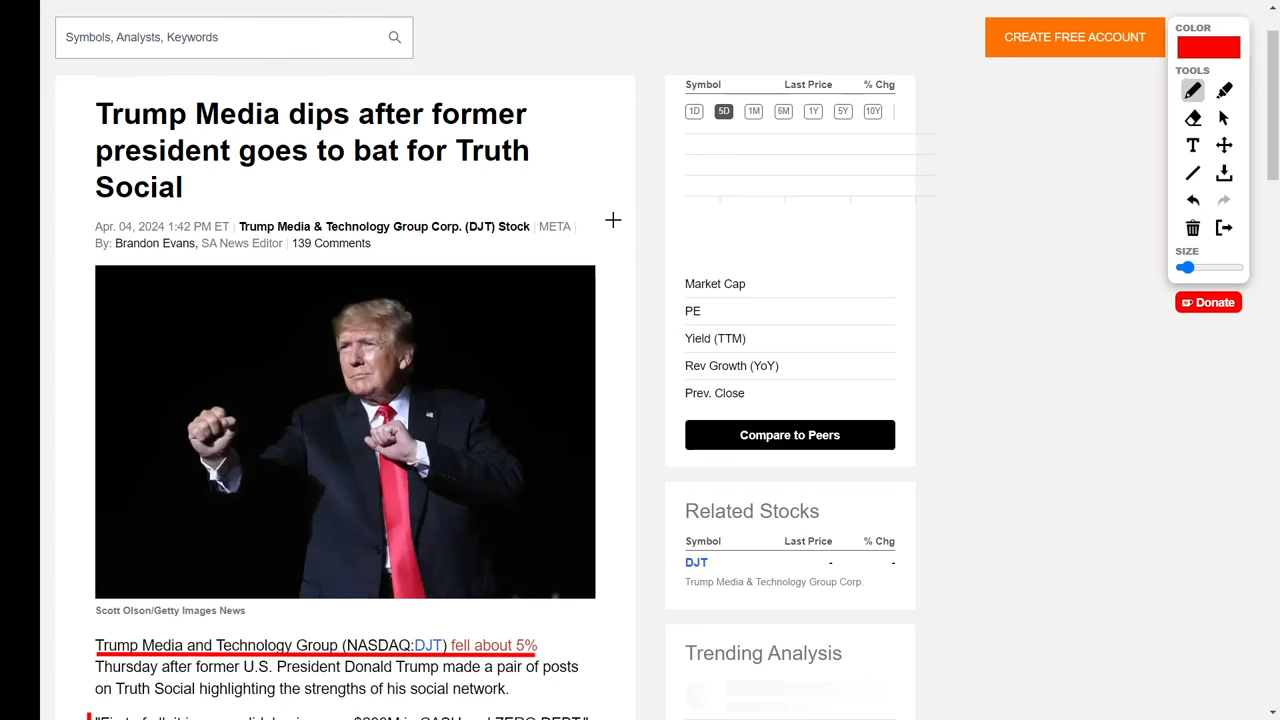 Symbols, Analysts, Keywords
CREATE FREE ACCOUNT
COLOR
TOOLS
T
SIZE
Donate
Trump Media dips after former
president goes to bat for Truth
Social
Apr. 04, 2024 1:42 PM ET | Trump Media & Technology Group Corp. (DJT) Stock | META |
By: Brandon Evans, SA News Editor | 139 Comments
Scott Olson/Getty Images News
Trump Media and Technology Group (NASDAQ:DJT) fell about 5%
Thursday after former U.S. President Donald Trump made a pair of posts
on Truth Social highlighting the strengths of his social network.
Symbol Last Price % Chg
1D 5D 1M 6M 1Y 5Y 10Y
Market Cap
PE
Yield (TTM)
Rev Growth (YoY)
Prev. Close
Compare to Peers
Related Stocks
Symbol Last Price % Chg
DJT - -
Trump Media & Technology Group Corp.
Trending Analysis